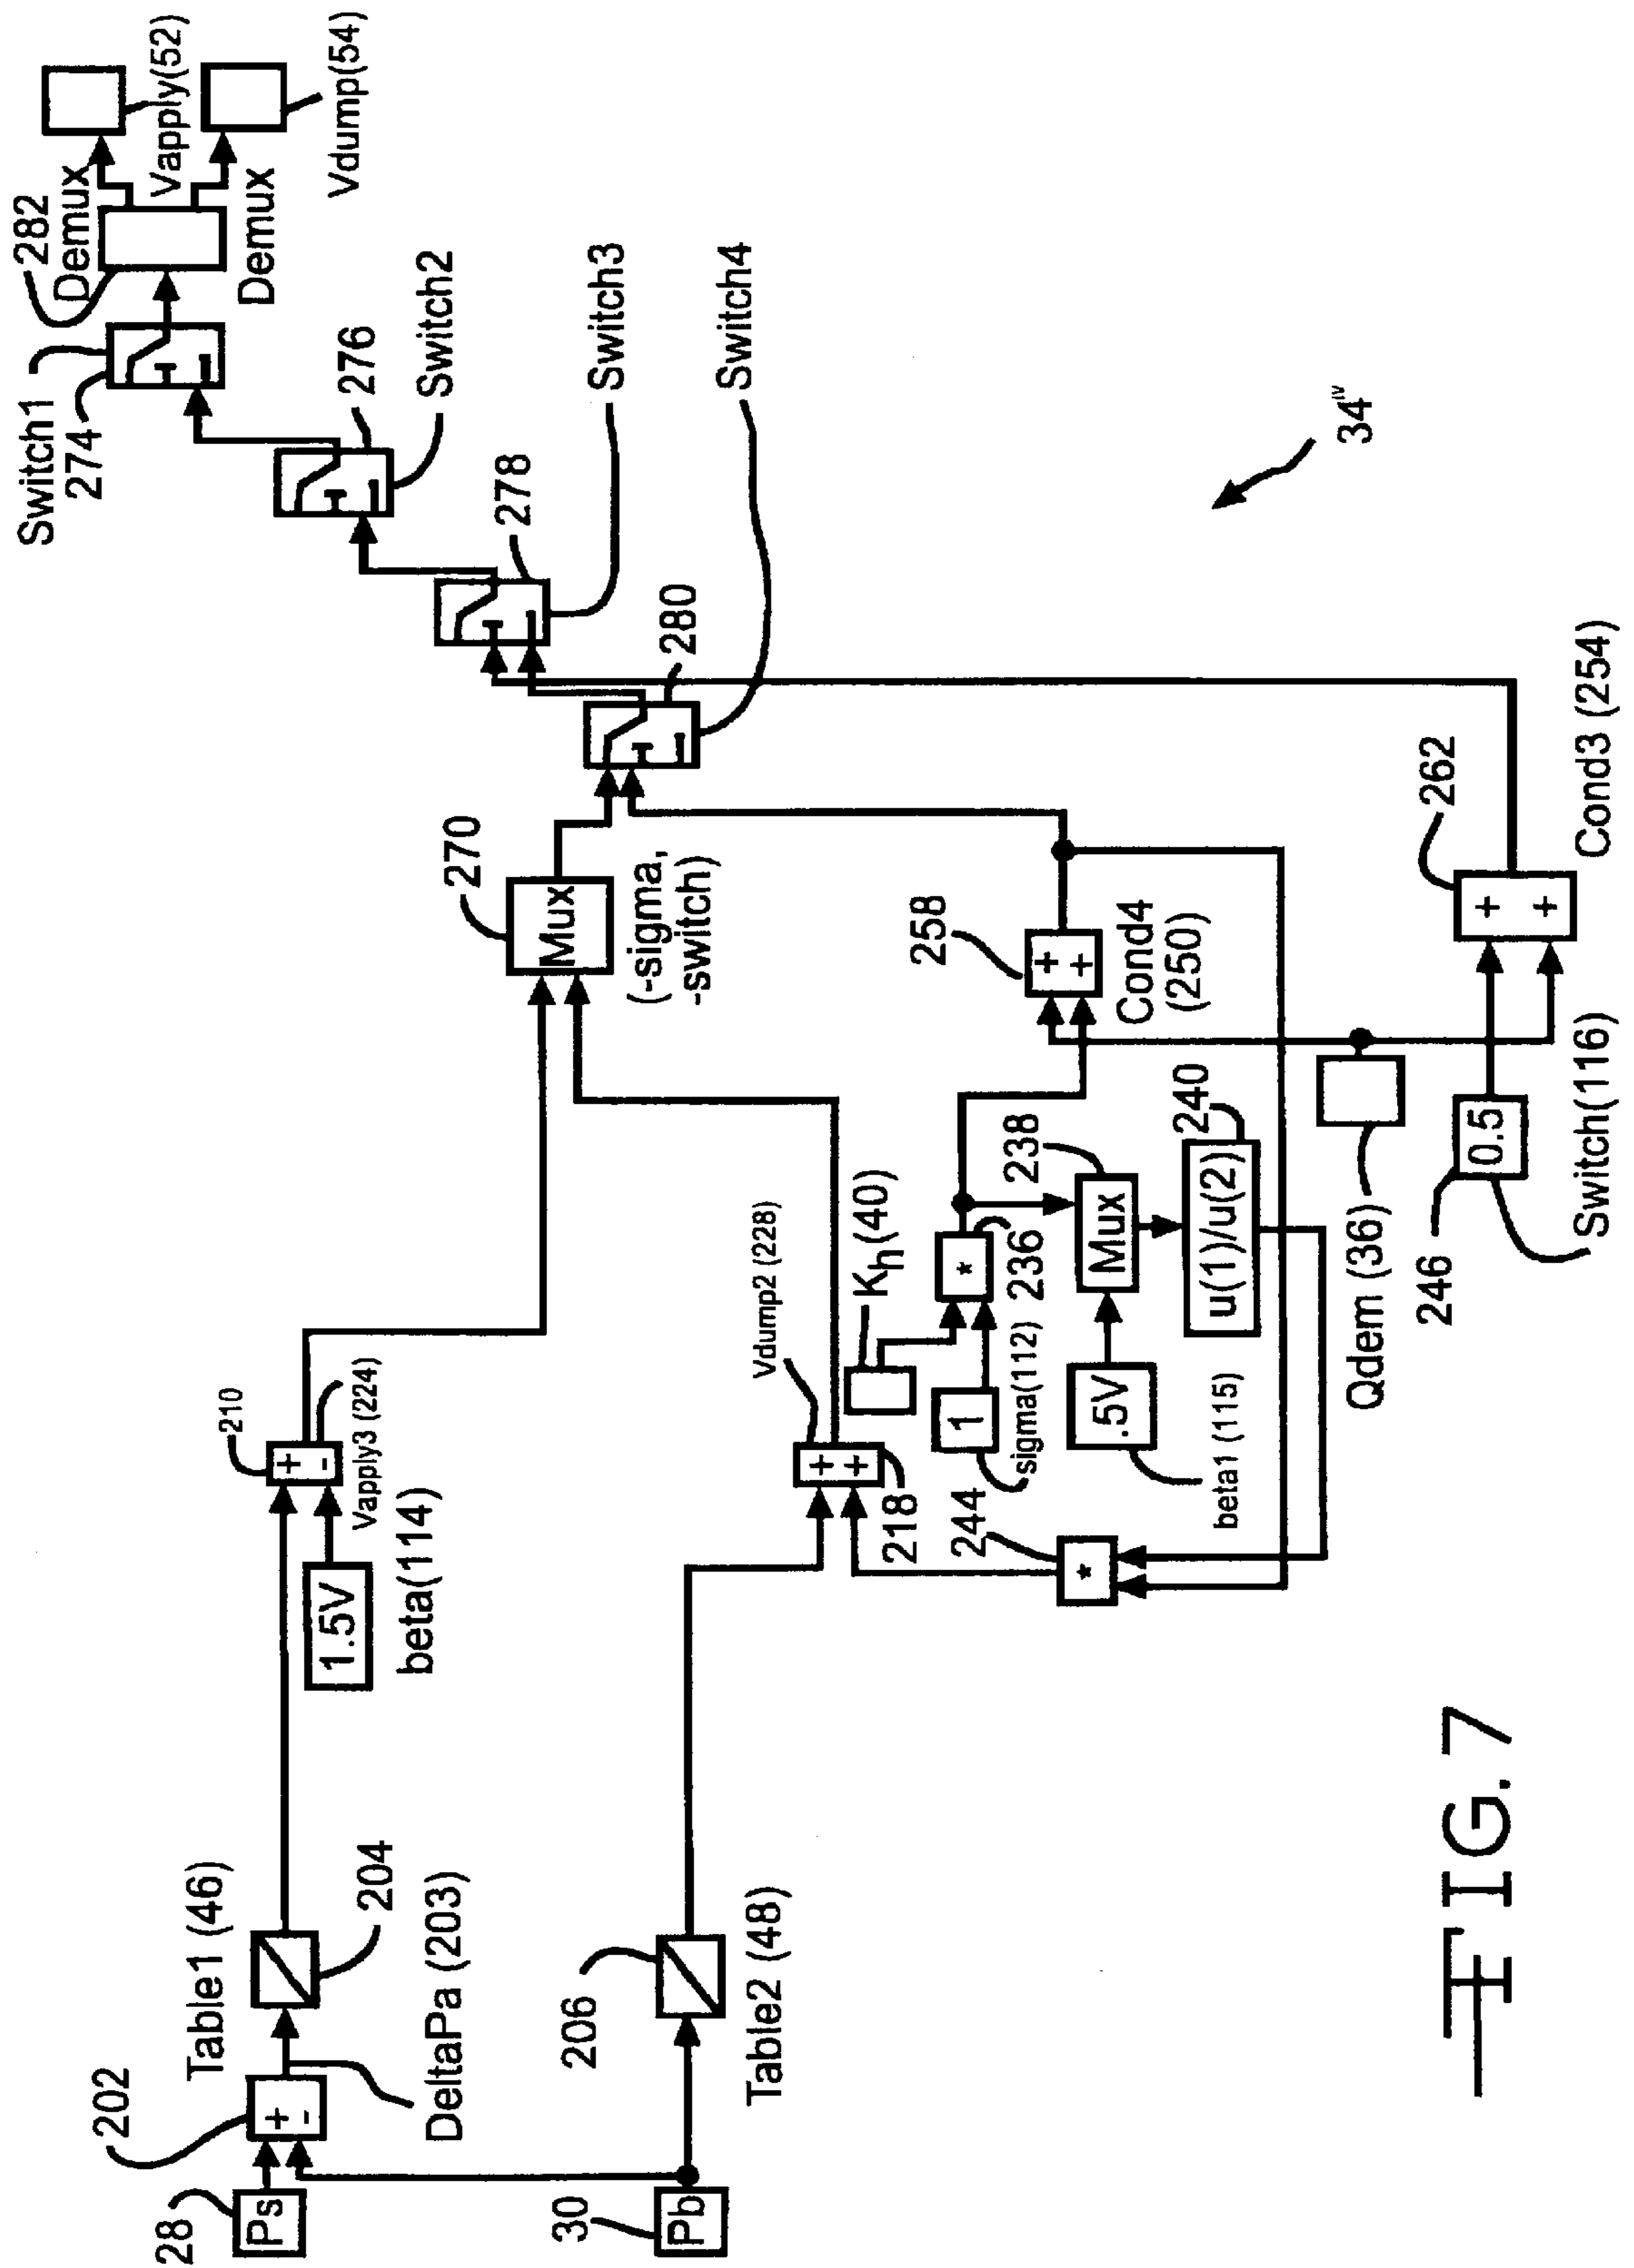 28
Ps
202
+
-
DeltaPa (203)
Table1 (46)
204
30
Pb
206
Table2 (48)
210
+
-
Vapply3 (224)
1.5V
beta(114)
Vdump2 (228)
+
+
218
244
*
Kh(40)
1
sigma(112)
*
236
.5V
beta1 (115)
Mux
238
u(1)/u(2)
240
Qdem (36)
246
0.5
Switch(116)
258
+
+
Cond4
(250)
262
+
+
Cond3 (254)
270
Mux
(-sigma,
-switch)
280
Switch4
278
Switch3
276
Switch2
Switch1
274
282
Demux
Demux
Vapply(52)
Vdump(54)
34"IV
FIG. 7